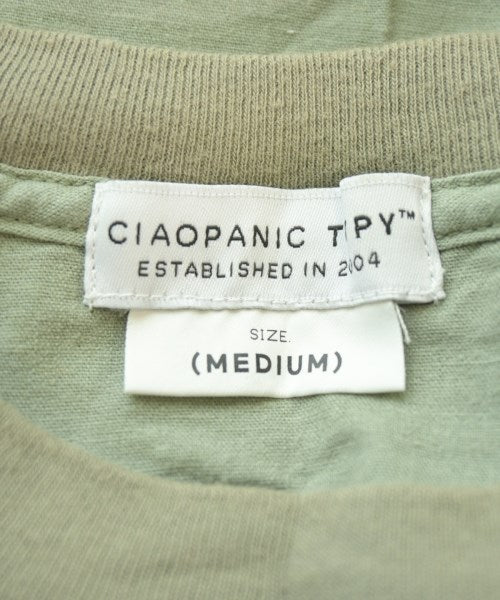 CIAOPANIC TYPY™
ESTABLISHED IN 2004
SIZE.
(MEDIUM)